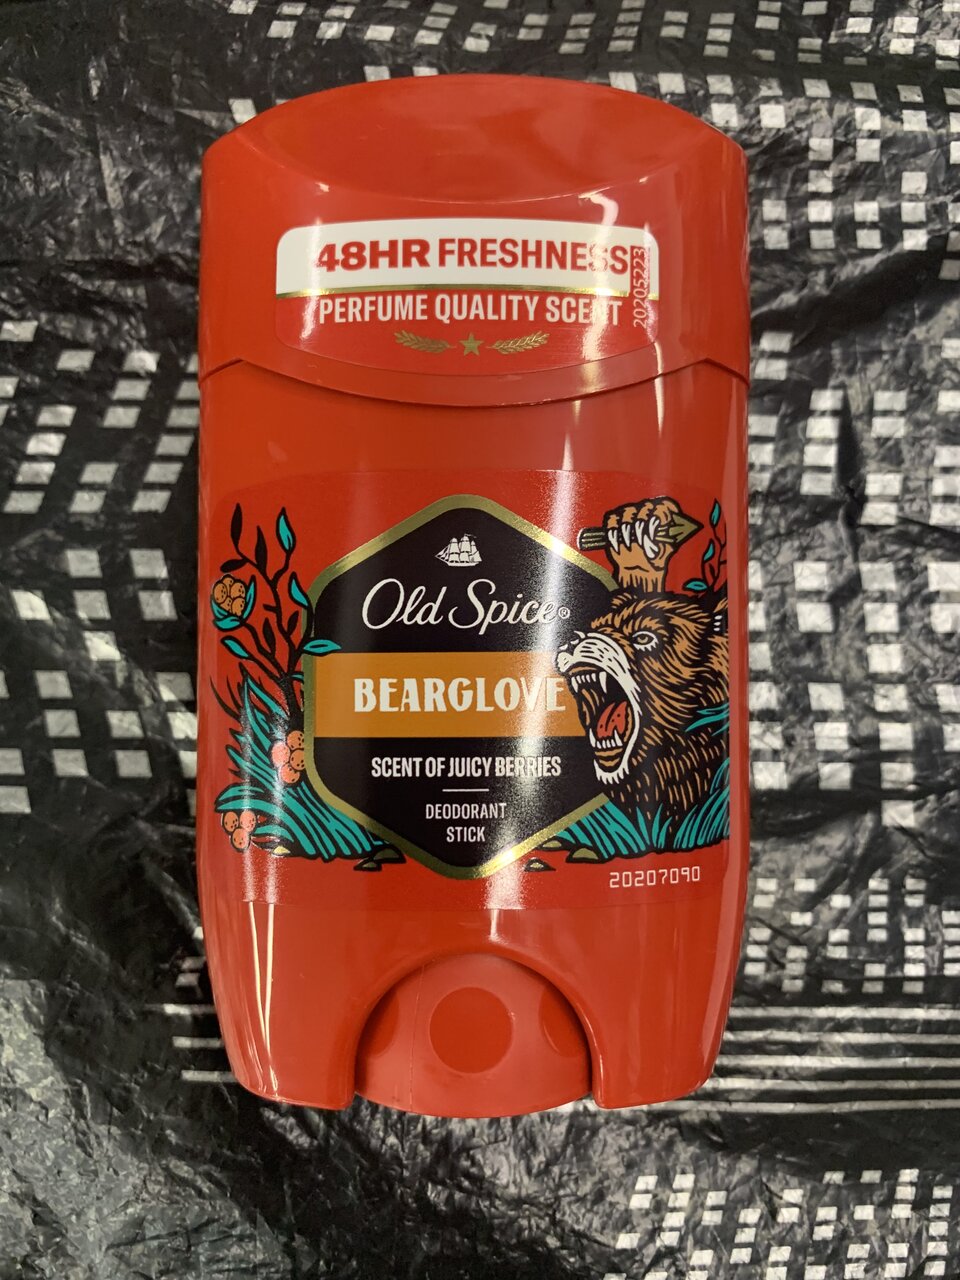 48HR FRESHNESS
20205223
PERFUME QUALITY SCENT
Old Spice®
BEARGLOVE
SCENT OF JUICY BERRIES
DEODORANT
STICK
20207090